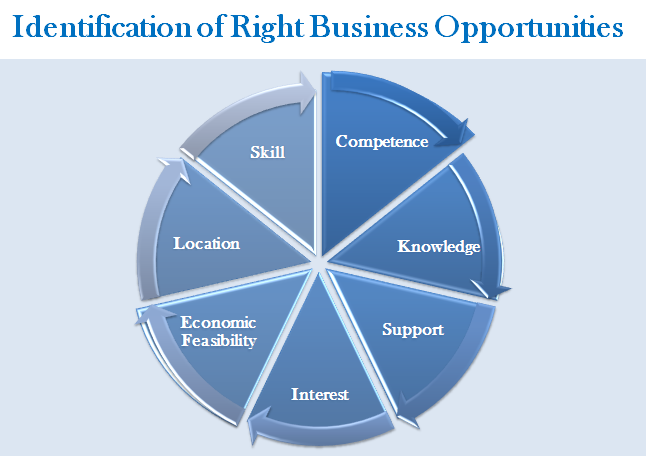 Identification of Right Business Opportunities
Competence
Knowledge
Support
Interest
Economic
Feasibility
Location
Skill